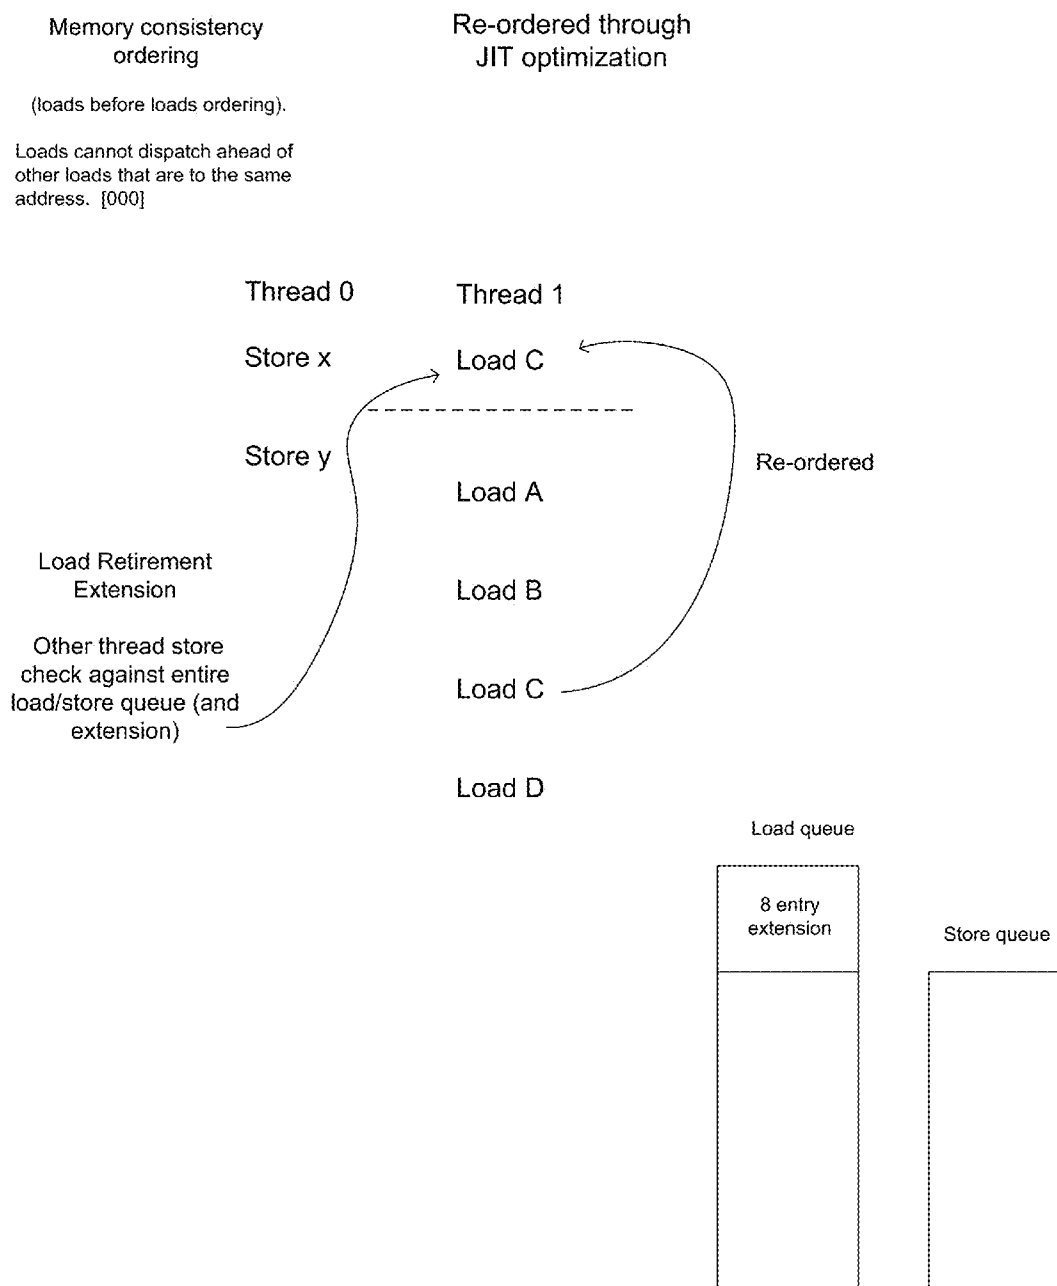 Memory consistency
ordering
Re-ordered through
JIT optimization
(loads before loads ordering).
Loads cannot dispatch ahead of
other loads that are to the same
address. [000]
Thread 0
Thread 1
Store x
Load C
Store y
Re-ordered
Load A
Load Retirement
Extension
Load B
Other thread store
check against entire
load/store queue (and
extension)
Load C
Load D
Load queue
8 entry
extension
Store queue